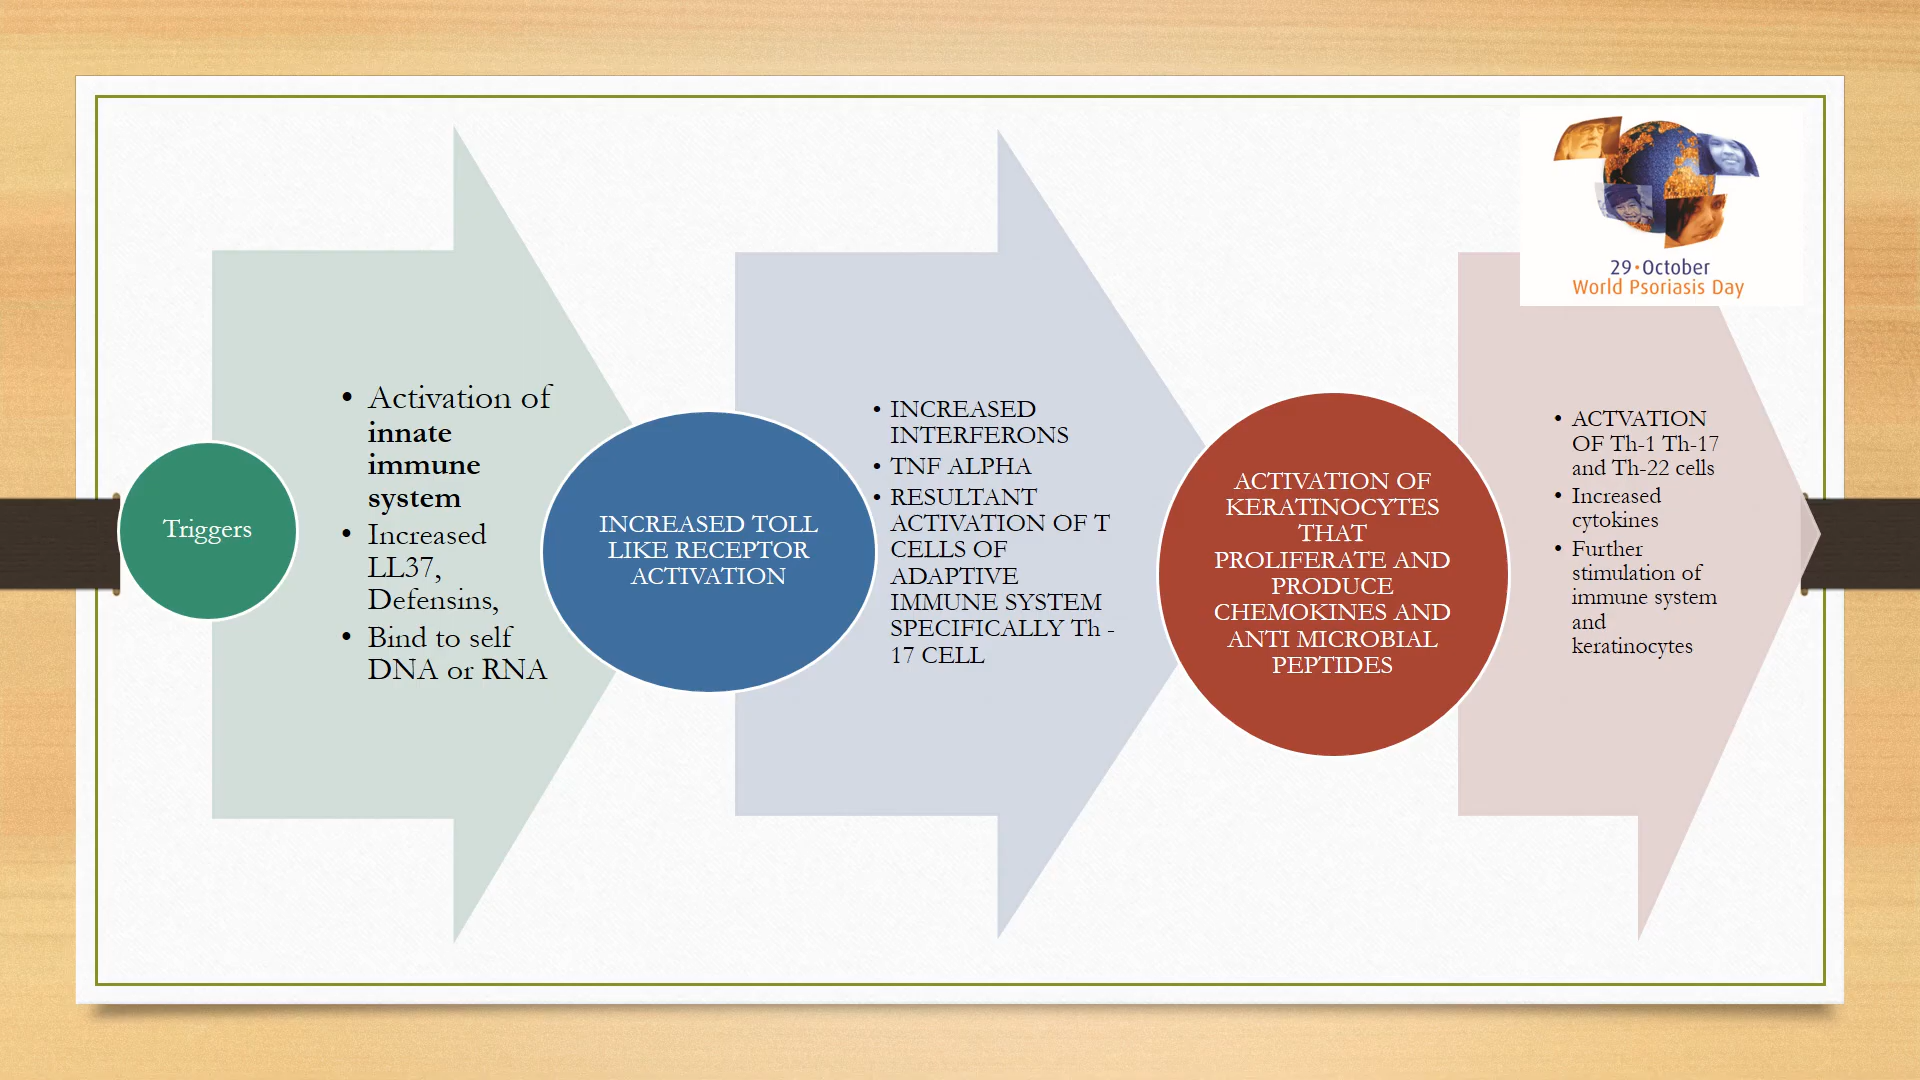 29·October
World Psoriasis Day
Triggers
• Activation of
innate
immune
system
• Increased
LL37,
Defensins,
• Bind to self
DNA or RNA
INCREASED TOLL
LIKE RECEPTOR
ACTIVATION
• INCREASED
INTERFERONS
• TNF ALPHA
• RESULTANT
ACTIVATION OF T
CELLS OF
ADAPTIVE
IMMUNE SYSTEM
SPECIFICALLY Th -
17 CELL
ACTIVATION OF
KERATINOCYTES
THAT
PROLIFERATE AND
PRODUCE
CHEMOKINES AND
ANTI MICROBIAL
PEPTIDES
• ACTVATION
OF Th-1 Th-17
and Th-22 cells
• Increased
cytokines
• Further
stimulation of
immune system
and
keratinocytes